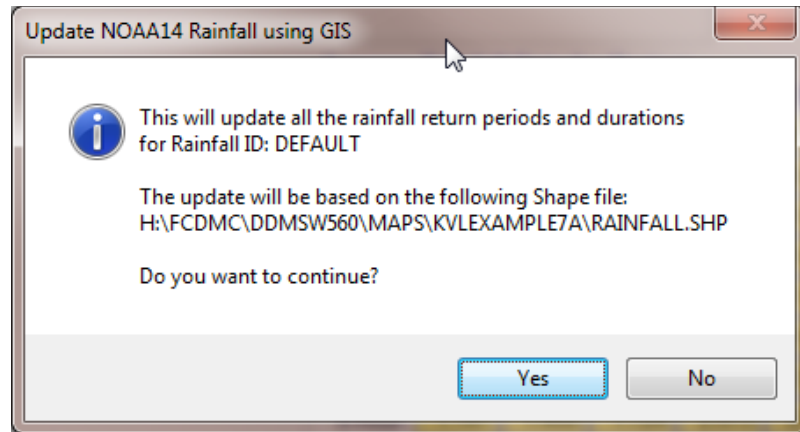 Update NOAA14 Rainfall using GIS
This will update all the rainfall return periods and durations
for Rainfall ID: DEFAULT
The update will be based on the following Shape file:
H:\FCDMC\DDMSW560\MAPS\KVLEXAMPLE7A\RAINFALL.SHP
Do you want to continue?
Yes
No